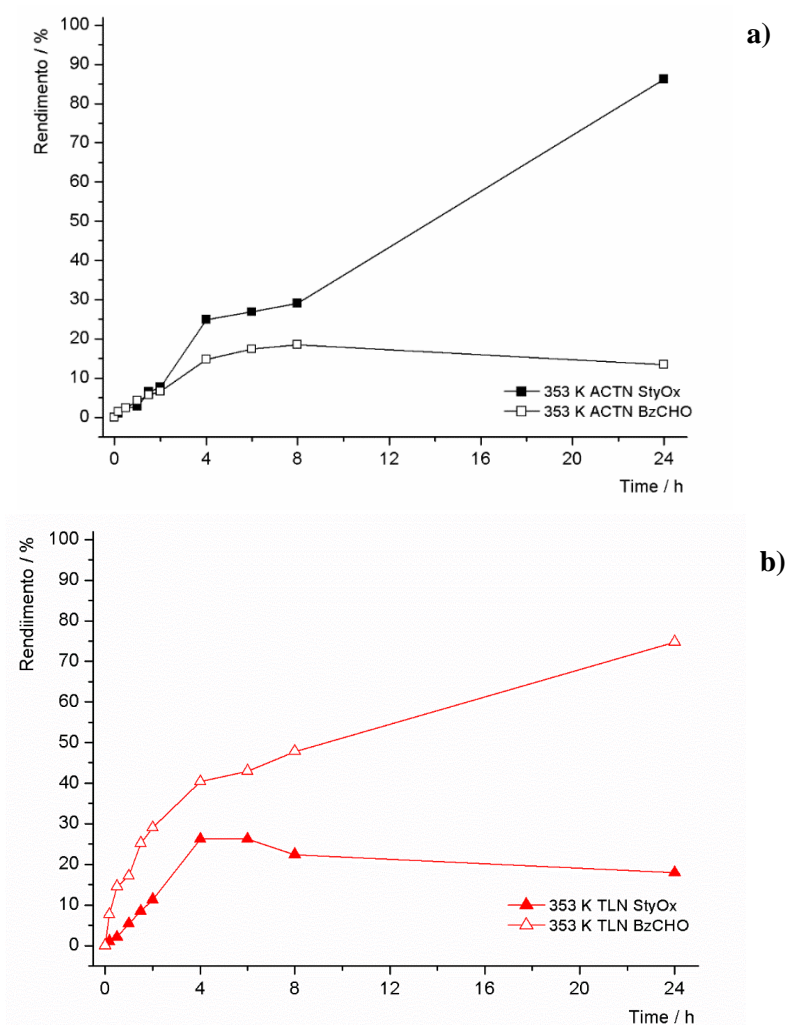 a)
Rendimento / %
100
90
80
70
60
50
40
30
20
10
0
353 K ACTN StyOx
353 K ACTN BzCHO
0 4 8 12 16 20 24
Time / h
b)
Rendiimento / %
100
90
80
70
60
50
40
30
20
10
0
353 K TLN StyOx
353 K TLN BzCHO
0 4 8 12 16 20 24
Time / h